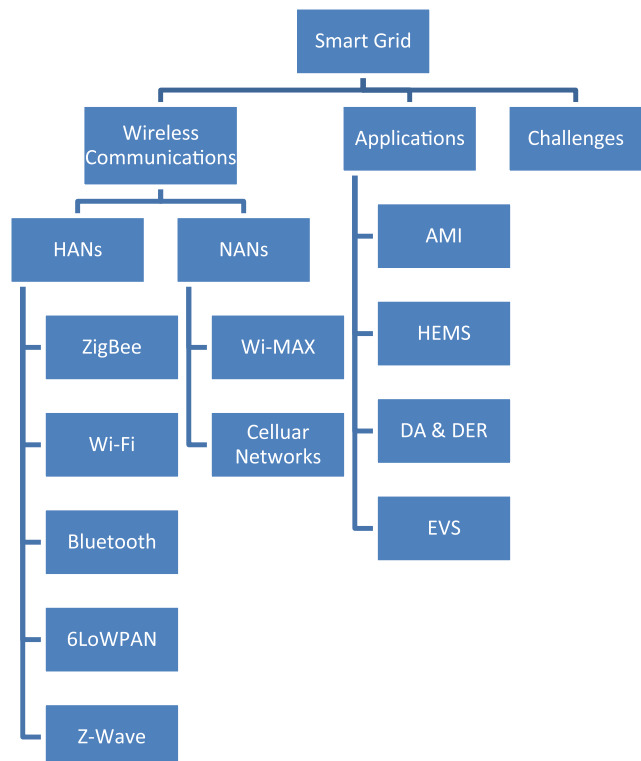 Smart Grid
Wireless
Communications
Applications
Challenges
HANs
NANs
AMI
ZigBee
Wi-MAX
HEMS
Wi-Fi
Celluar
Networks
DA & DER
Bluetooth
EVS
6LoWPAN
Z-Wave